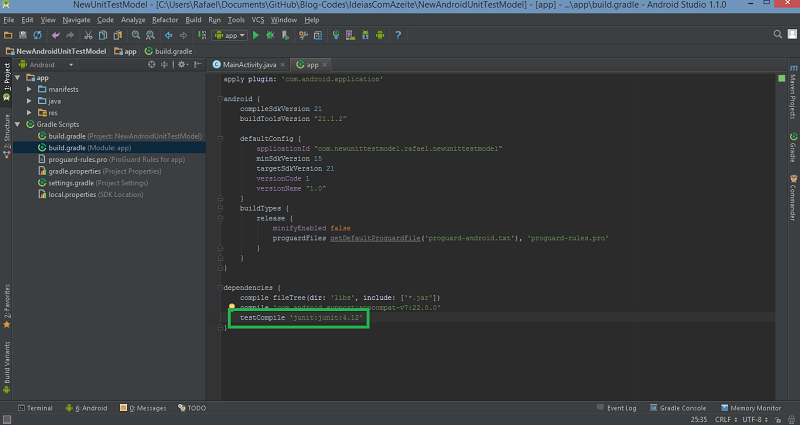 NewUnitTestModel - [C:\Users\Rafael\Documents\GitHub\Blog-Codes\IdeiasComAzeite\NewAndroidUnitTestModel] - [app] - ...\app\build.gradle - Android Studio 1.1.0
File Edit View Navigate Code Analyze Refactor Build Run Tools VCS Window Help
app
NewAndroidUnitTestModel app build.gradle
Android
MainActivity.java app
1: Project
2: Structure
2: Favorites
Build Variants
app
manifests
java
res
Gradle Scripts
build.gradle (Project: NewAndroidUnitTestModel)
build.gradle (Module: app)
proguard-rules.pro (ProGuard Rules for app)
gradle.properties (Project Properties)
settings.gradle (Project Settings)
local.properties (SDK Location)
apply plugin: 'com.android.application'
android {
compileSdkVersion 21
buildToolsVersion "21.1.2"
defaultConfig {
applicationId "com.newunittestmodel.rafael.newunittestmodel"
minSdkVersion 15
targetSdkVersion 21
versionCode 1
versionName "1.0"
}
buildTypes {
release {
minifyEnabled false
proguardFiles getDefaultProguardFile('proguard-android.txt'), 'proguard-rules.pro'
}
}
}
dependencies {
compile fileTree(dir: 'libs', include: ['*.jar'])
compile 'com.android.support:appcompat-v7:22.0.0'
testCompile 'junit:junit:4.12'
}
Maven Projects
Gradle
Commander
Terminal 6: Android 0: Messages TODO Event Log Gradle Console Memory Monitor
25:35 CRLF UTF-8